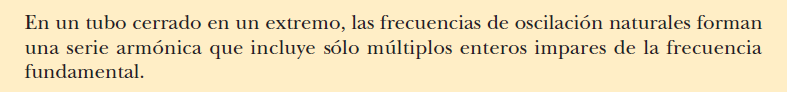 En un tubo cerrado en un extremo, las frecuencias de oscilación naturales forman
una serie armónica que incluye sólo múltiplos enteros impares de la frecuencia
fundamental.